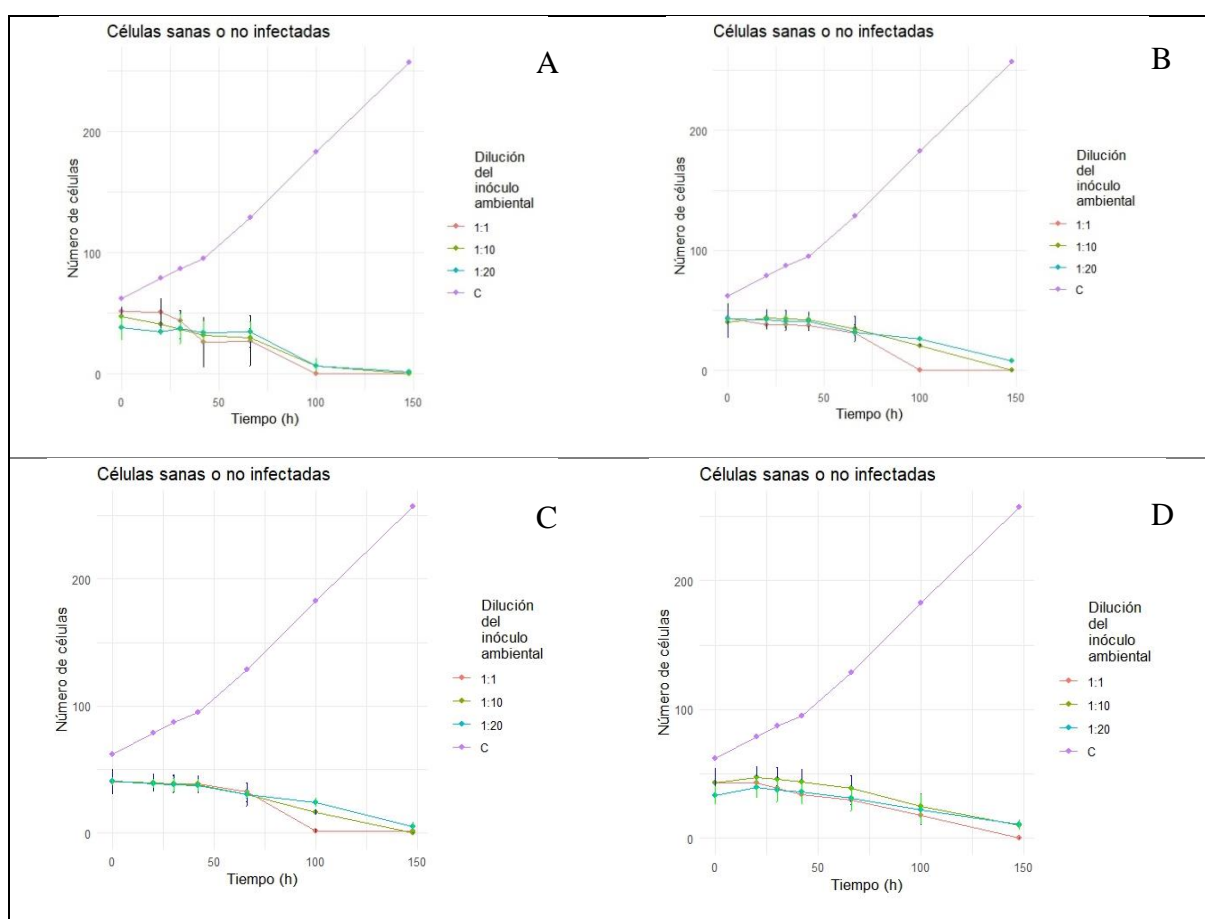 Células sanas o no infectadas
A
200
100
0
Número de células
0
50
100
150
Tiempo (h)
Dilución
del
inóculo
ambiental
1:1
1:10
1:20
C
Células sanas o no infectadas
B
200
100
0
Número de células
0
50
100
150
Tiempo (h)
Dilución
del
inóculo
ambiental
1:1
1:10
1:20
C
Células sanas o no infectadas
C
200
100
0
Número de células
0
50
100
150
Tiempo (h)
Dilución
del
inóculo
ambiental
1:1
1:10
1:20
C
Células sanas o no infectadas
D
200
100
0
Número de células
0
50
100
150
Tiempo (h)
Dilución
del
inóculo
ambiental
1:1
1:10
1:20
C